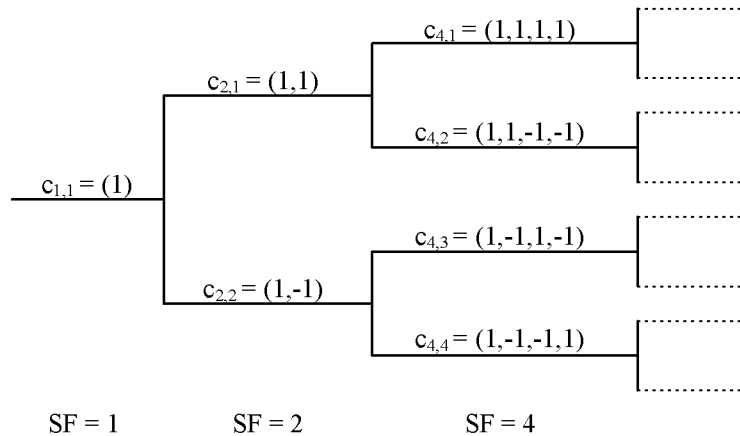 c4,1 = (1,1,1,1)
c2,1 = (1,1)
c4,2 = (1,1,-1,-1)
c1,1 = (1)
c4,3 = (1,-1,1,-1)
c2,2 = (1,-1)
c4,4 = (1,-1,-1,1)
SF = 1 SF = 2 SF = 4